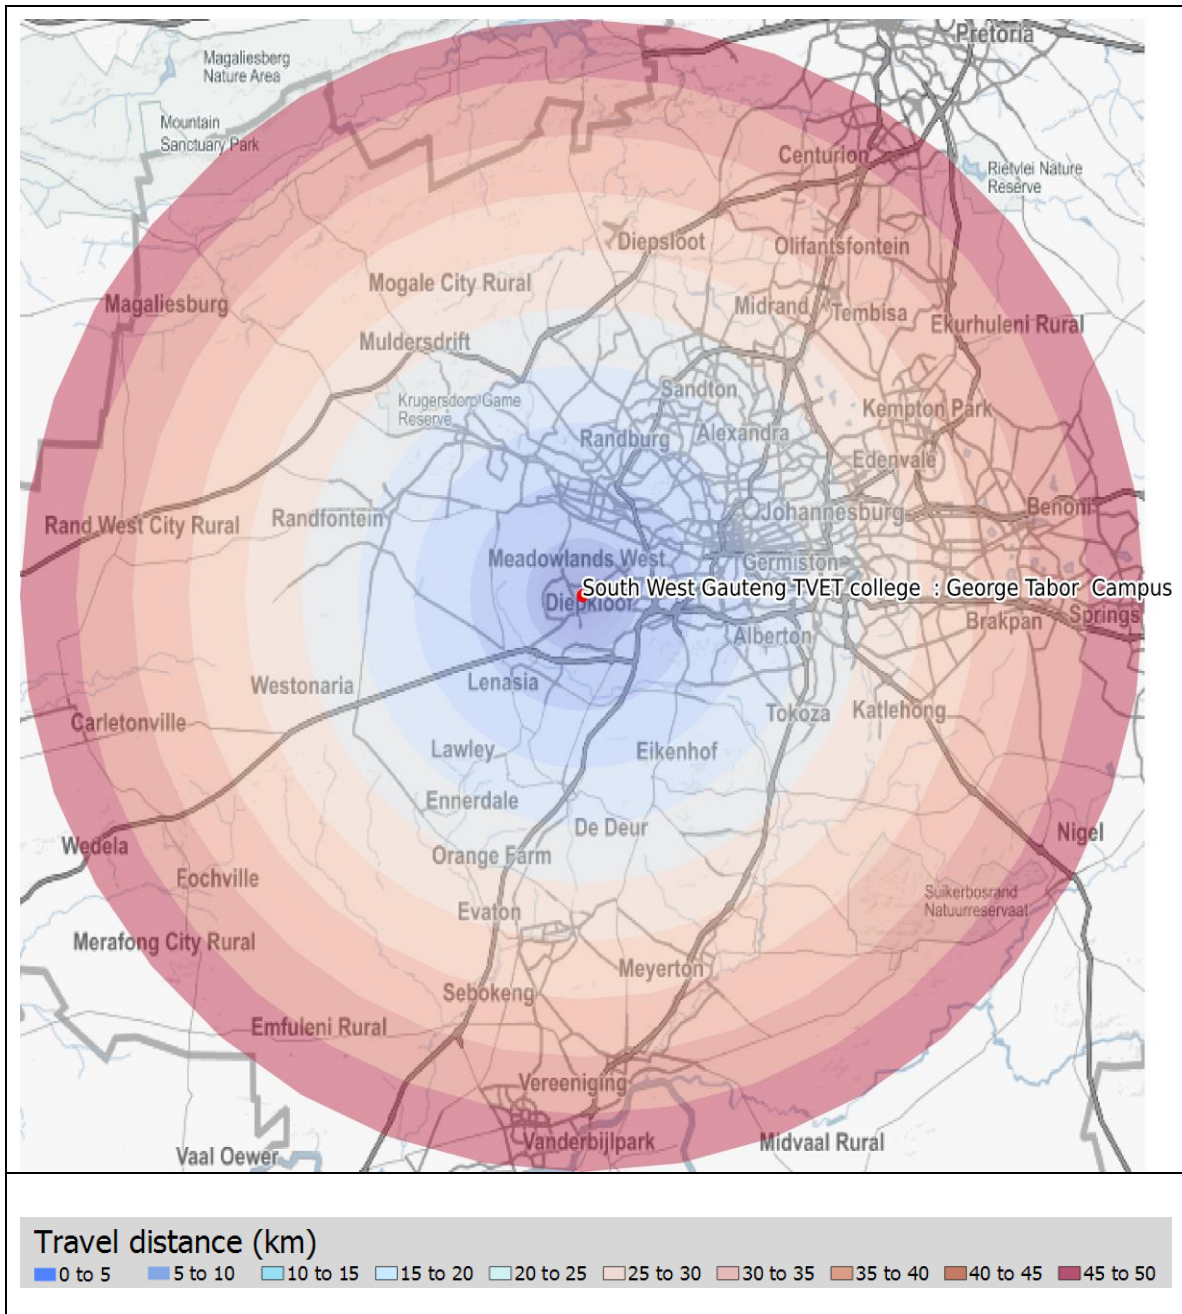 Pretoria
Magaliesberg
Nature Area
Mountain
Sanctuary Park
Centurion
Rietvlei Nature
Reserve
Diepsloot
Olifantsfontein
Mogale City Rural
Magaliesburg
Midrand
Tembisa
Ekurhuleni Rural
Muldersdrift
Sandton
Krugersdorp Game
Reserve
Kempton Park
Randburg
Alexandra
Edenvale
Benoni
Johannesburg
Randfontein
Rand West City Rural
Meadowlands West
Germiston
South West Gauteng TVET college : George Tabor Campus
Diepkloof
Springs
Brakpan
Alberton
Westonaria
Lenasia
Tokoza
Katlehong
Carletonville
Lawley
Eikenhof
Ennerdale
De Deur
Nigel
Wedela
Orange Farm
Fochville
Suikerbosrand
Natuurreservaat
Evaton
Merafong City Rural
Meyerton
Sebokeng
Emfuleni Rural
Vereeniging
Vanderbijlpark
Midvaal Rural
Vaal Oewer
Travel distance (km)
0 to 5 5 to 10 10 to 15 15 to 20 20 to 25 25 to 30 30 to 35 35 to 40 40 to 45 45 to 50